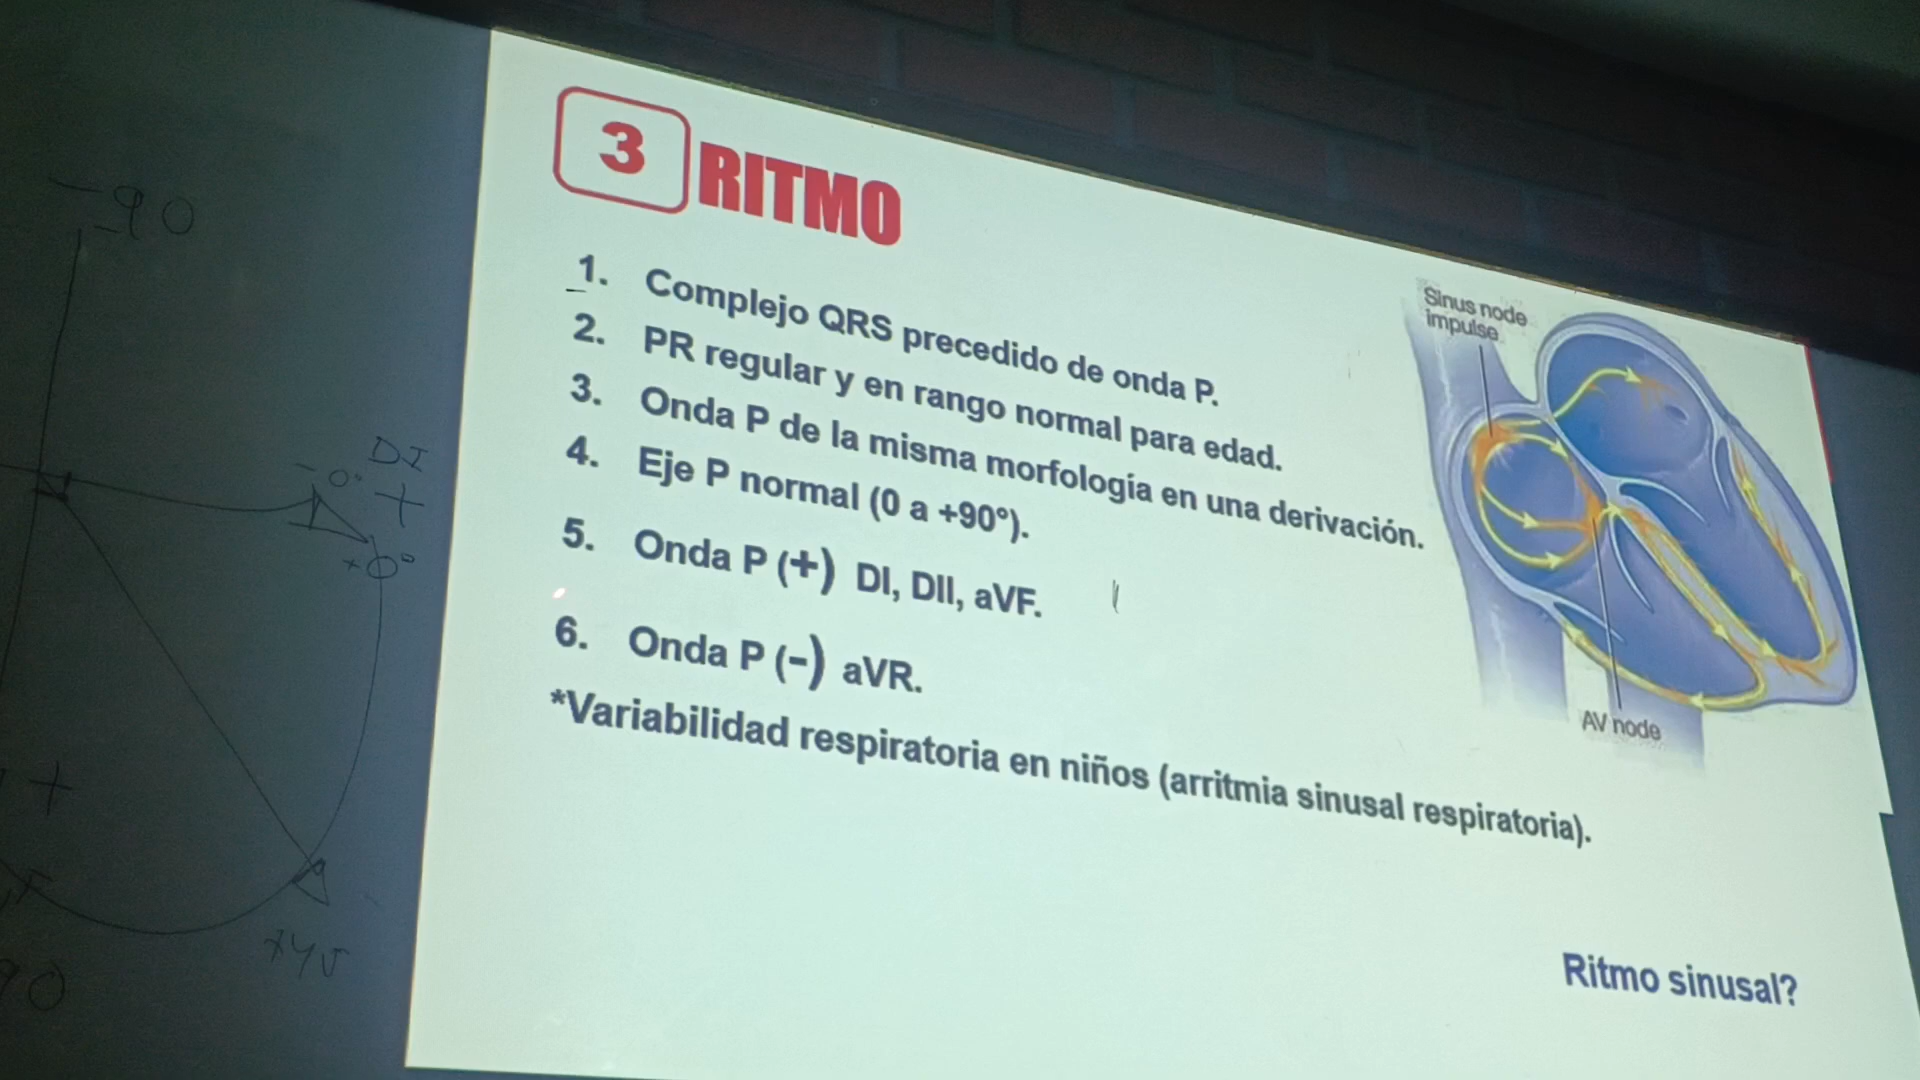 3 RITMO
1. Complejo QRS precedido de onda P.
2. PR regular y en rango normal para edad.
3. Onda P de la misma morfología en una derivación.
4. Eje P normal (0 a +90°).
5. Onda P (+) DI, DII, aVF.
6. Onda P (-) aVR.
*Variabilidad respiratoria en niños (arritmia sinusal respiratoria).
Ritmo sinusal?
Sinus node
impulse
AV node
-90
DI
-0°
+
+0°
+
+45
90